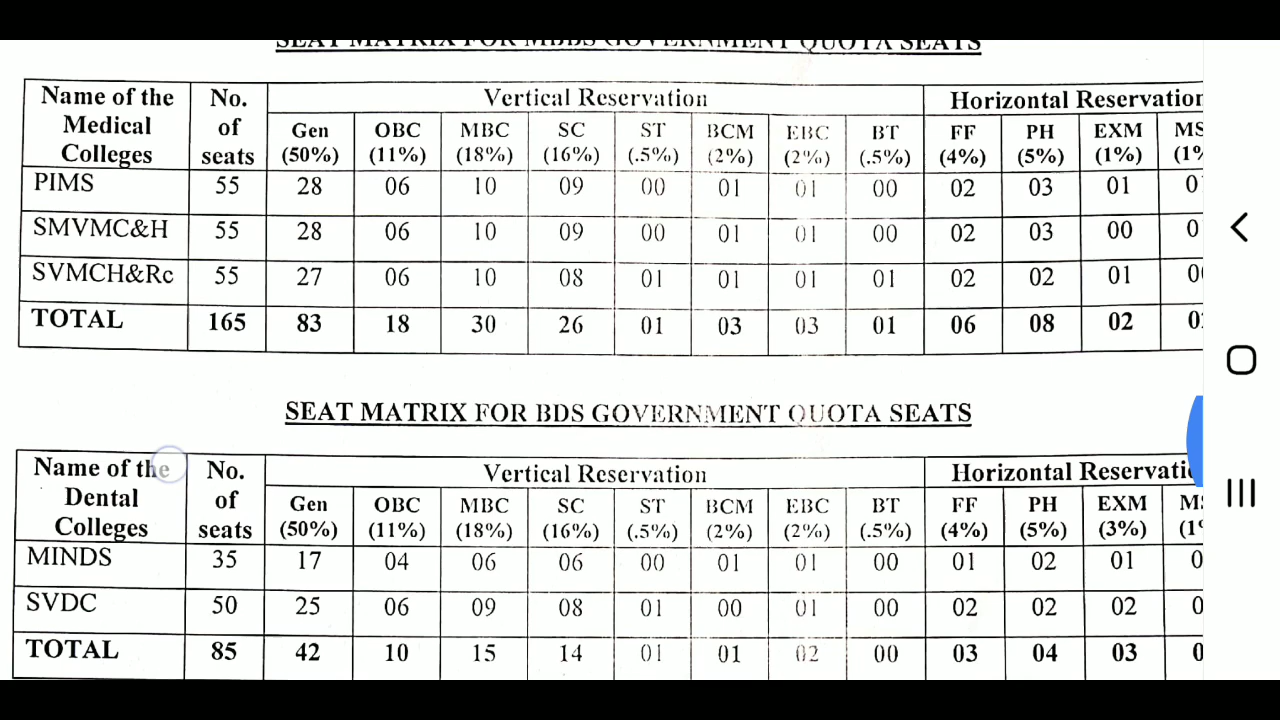 SEAT MATRIX FOR MBBS GOVERNMENT QUOTA SEATS
Name of the Medical Colleges No. of seats Vertical Reservation Horizontal Reservation
Gen (50%) OBC (11%) MBC (18%) SC (16%) ST (.5%) BCM (2%) EBC (2%) BT (.5%) FF (4%) PH (5%) EXM (1%) MS (1%
PIMS 55 28 06 10 09 00 01 01 00 02 03 01 0
SMVMC&H 55 28 06 10 09 00 01 01 00 02 03 00 0
SVMCH&Rc 55 27 06 10 08 01 01 01 01 02 02 01 00
TOTAL 165 83 18 30 26 01 03 03 01 06 08 02 0
SEAT MATRIX FOR BDS GOVERNMENT QUOTA SEATS
Name of the Dental Colleges No. of seats Vertical Reservation Horizontal Reservati
Gen (50%) OBC (11%) MBC (18%) SC (16%) ST (.5%) BCM (2%) EBC (2%) BT (.5%) FF (4%) PH (5%) EXM (3%) MS (1%
MINDS 35 17 04 06 06 00 01 01 00 01 02 01 0
SVDC 50 25 06 09 08 01 00 01 00 02 02 02 0
TOTAL 85 42 10 15 14 01 01 02 00 03 04 03 0